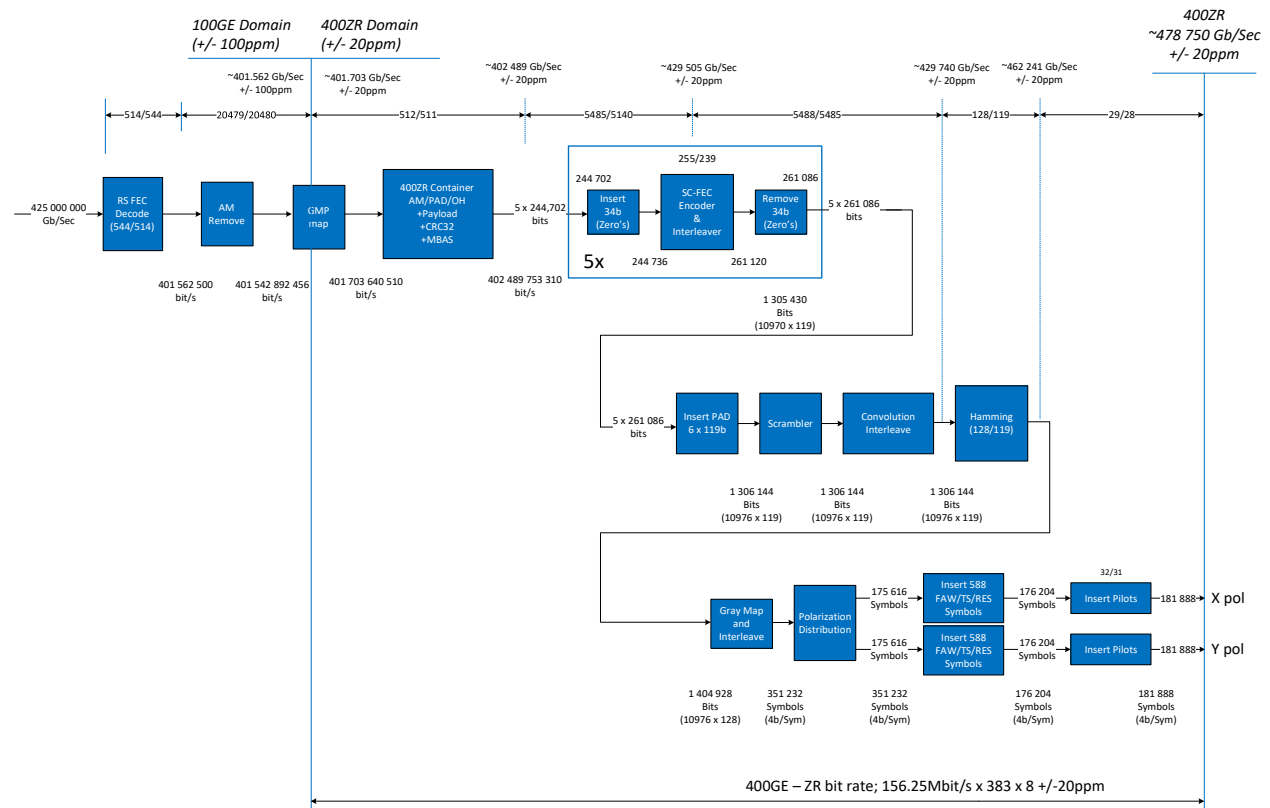 100GE Domain
(+/- 100ppm)
400ZR Domain
(+/- 20ppm)
400ZR
~478 750 Gb/Sec
+/- 20ppm
~401.562 Gb/Sec
+/- 100ppm
~401.703 Gb/Sec
+/- 20ppm
~402 489 Gb/Sec
+/- 20ppm
~429 505 Gb/Sec
+/- 20ppm
~429 740 Gb/Sec
+/- 20ppm
~462 241 Gb/Sec
+/- 20ppm
514/544
20479/20480
512/511
5485/5140
5488/5485
128/119
29/28
425 000 000
Gb/Sec
RS FEC
Decode
(544/514)
AM
Remove
GMP
map
400ZR Container
AM/PAD/OH
+Payload
+CRC32
+MBAS
5 x 244,702
bits
244 702
Insert
34b
(Zero's)
255/239
SC-FEC
Encoder
&
Interleaver
261 086
Remove
34b
(Zero's)
5 x 261 086
bits
5x
244 736
261 120
401 562 500
bit/s
401 542 892 456
bit/s
401 703 640 510
bit/s
402 489 753 310
bit/s
1 305 430
Bits
(10970 x 119)
5 x 261 086
bits
Insert PAD
6 x 119b
Scrambler
Convolution
Interleave
Hamming
(128/119)
1 306 144
Bits
(10976 x 119)
1 306 144
Bits
(10976 x 119)
1 306 144
Bits
(10976 x 119)
Gray Map
and
Interleave
Polarization
Distribution
175 616
Symbols
Insert 588
FAW/TS/RES
Symbols
176 204
Symbols
32/31
Insert Pilots
181 888
X pol
175 616
Symbols
Insert 588
FAW/TS/RES
Symbols
176 204
Symbols
Insert Pilots
181 888
Y pol
1 404 928
Bits
(10976 x 128)
351 232
Symbols
(4b/Sym)
351 232
Symbols
(4b/Sym)
176 204
Symbols
(4b/Sym)
181 888
Symbols
(4b/Sym)
400GE – ZR bit rate; 156.25Mbit/s x 383 x 8 +/-20ppm